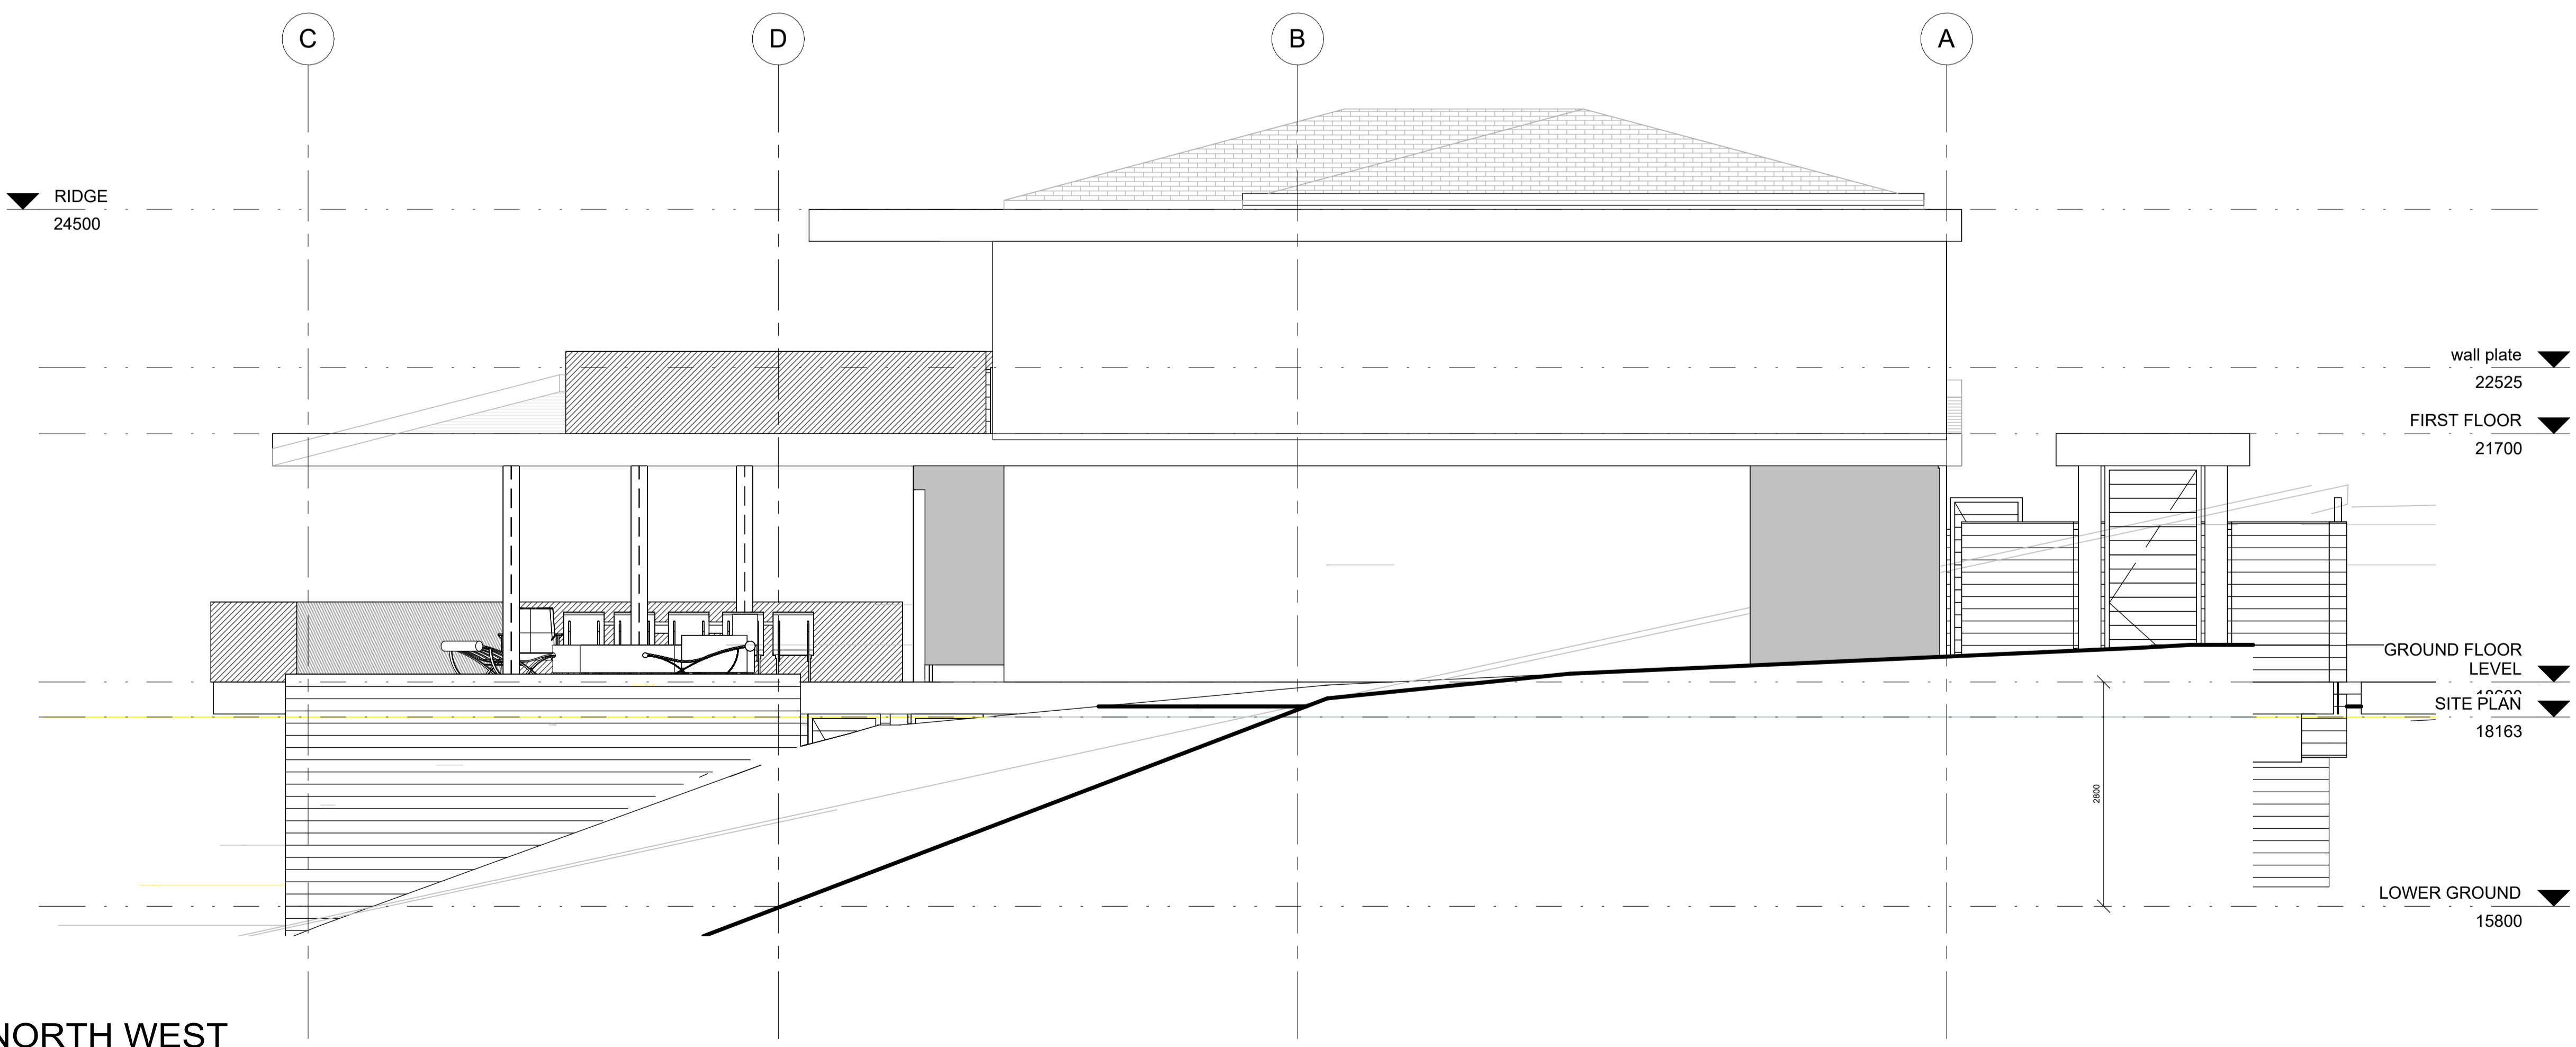 C D B A
RIDGE
24500
wall plate
22525
FIRST FLOOR
21700
GROUND FLOOR
LEVEL
SITE PLAN
18163
2800
LOWER GROUND
15800
NORTH WEST